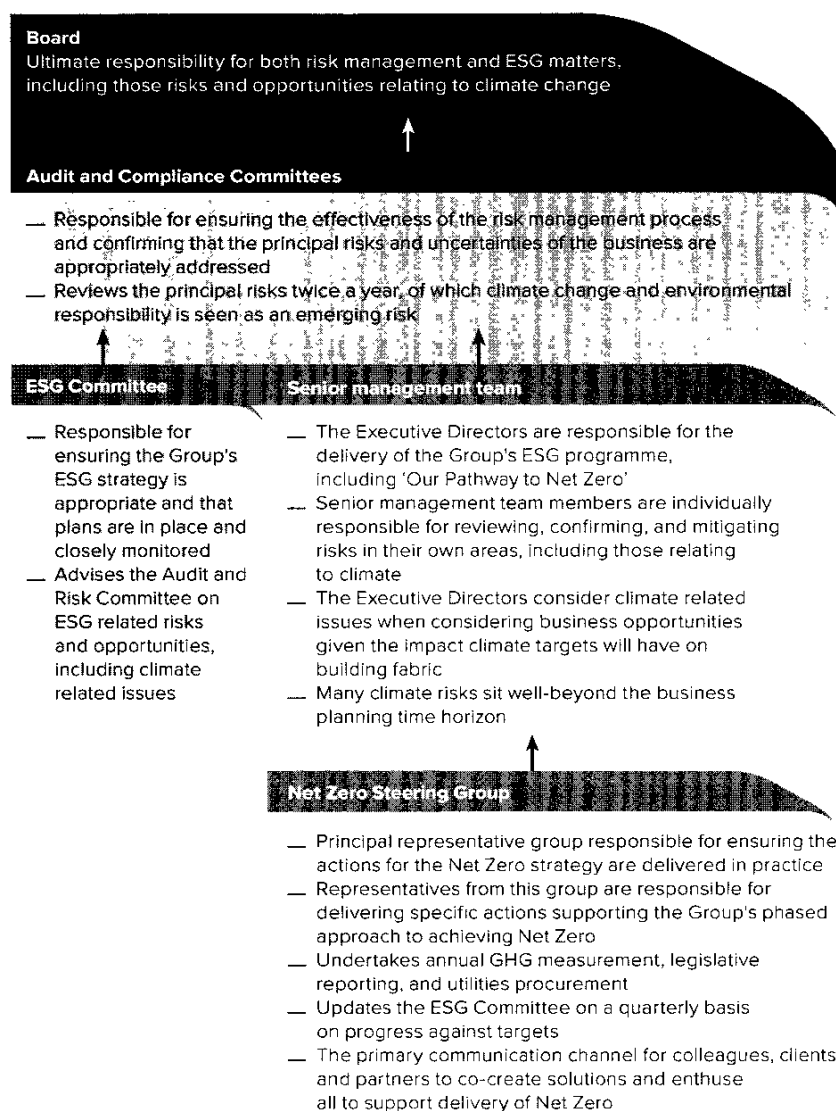 Board
Ultimate responsibility for both risk management and ESG matters,
including those risks and opportunities relating to climate change
Audit and Compliance Committees
— Responsible for ensuring the effectiveness of the risk management process
and confirming that the principal risks and uncertainties of the business are
appropriately addressed
— Reviews the principal risks twice a year, of which climate change and environmental
responsibility is seen as an emerging risk
ESG Committee
— Responsible for
ensuring the Group's
ESG strategy is
appropriate and that
plans are in place and
closely monitored
— Advises the Audit and
Risk Committee on
ESG related risks
and opportunities,
including climate
related issues
Senior management team
— The Executive Directors are responsible for the
delivery of the Group's ESG programme,
including 'Our Pathway to Net Zero'
— Senior management team members are individually
responsible for reviewing, confirming, and mitigating
risks in their own areas, including those relating
to climate
— The Executive Directors consider climate related
issues when considering business opportunities
given the impact climate targets will have on
building fabric
— Many climate risks sit well-beyond the business
planning time horizon
Net Zero Steering Group
— Principal representative group responsible for ensuring the
actions for the Net Zero strategy are delivered in practice
— Representatives from this group are responsible for
delivering specific actions supporting the Group's phased
approach to achieving Net Zero
— Undertakes annual GHG measurement, legislative
reporting, and utilities procurement
— Updates the ESG Committee on a quarterly basis
on progress against targets
— The primary communication channel for colleagues, clients
and partners to co-create solutions and enthuse
all to support delivery of Net Zero